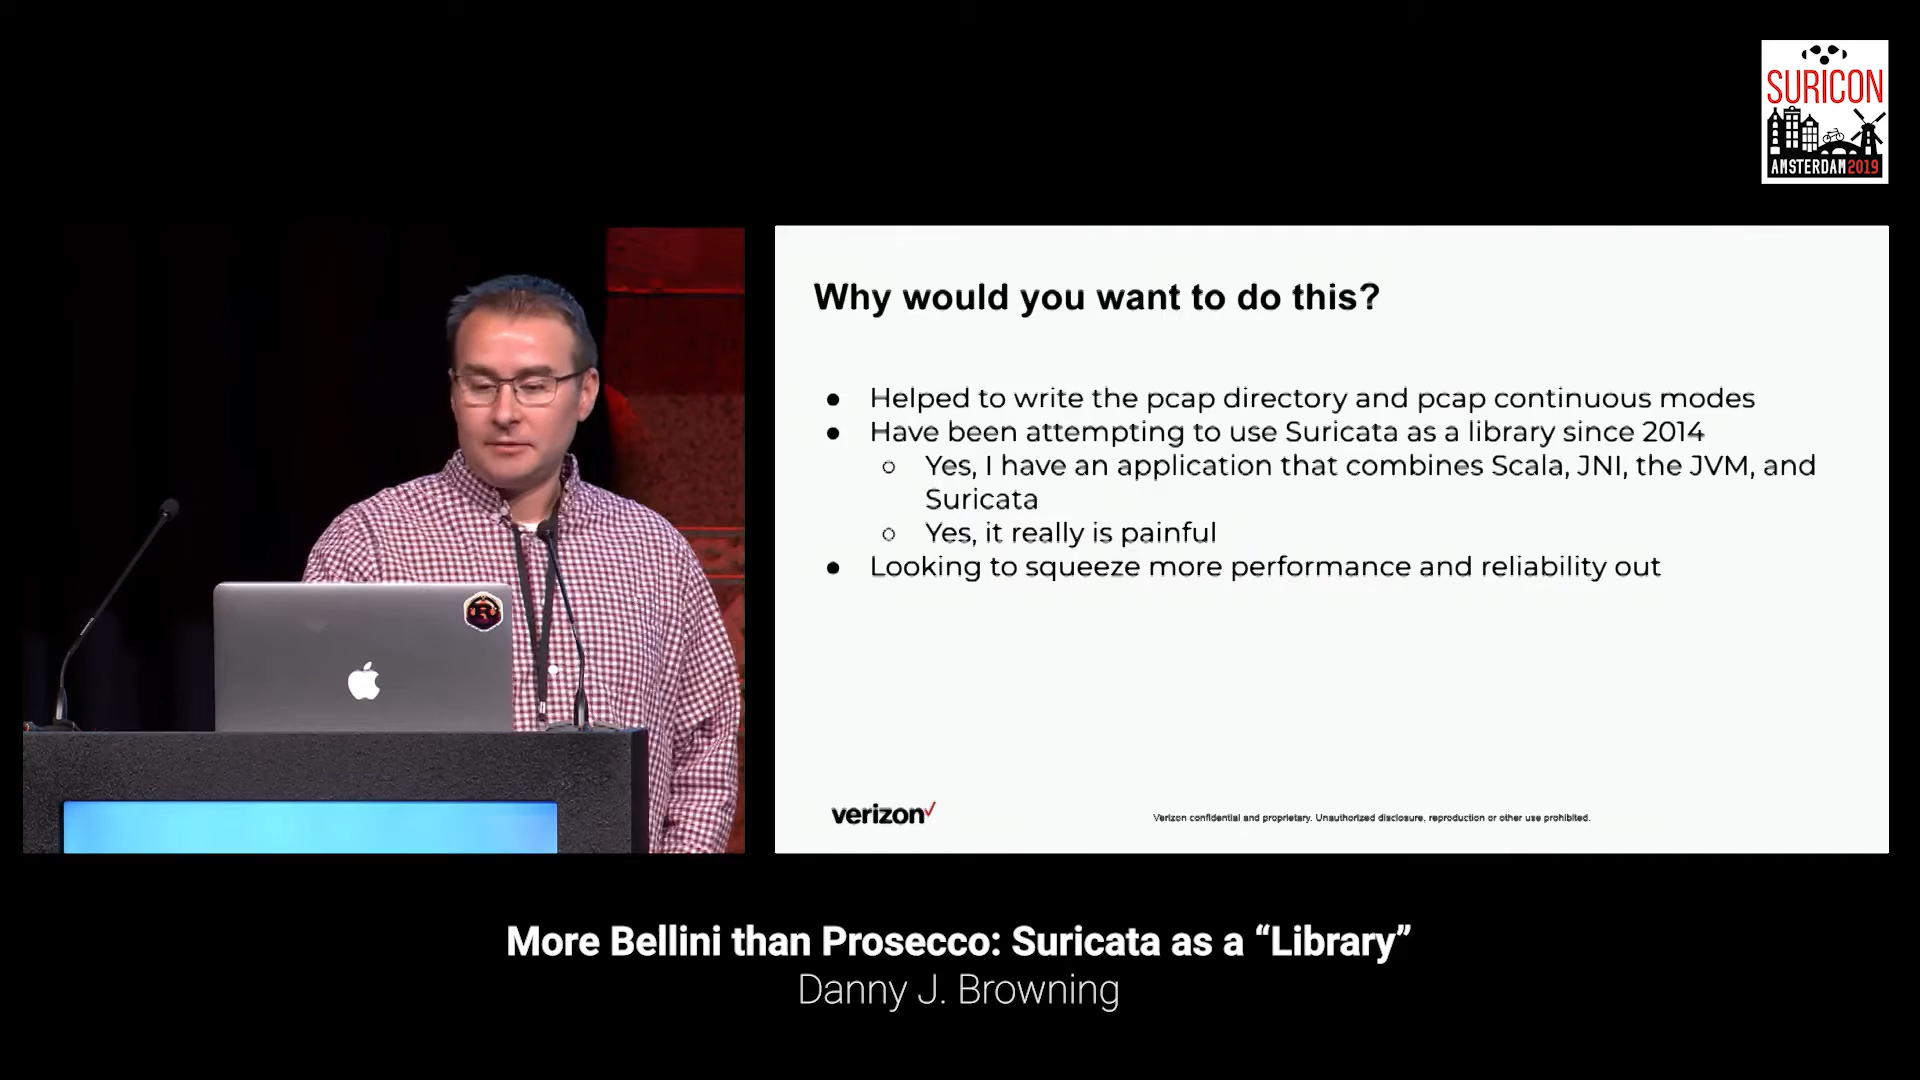 SURICON
AMSTERDAM 2019
Why would you want to do this?
● Helped to write the pcap directory and pcap continuous modes
● Have been attempting to use Suricata as a library since 2014
○ Yes, I have an application that combines Scala, JNI, the JVM, and
Suricata
○ Yes, it really is painful
● Looking to squeeze more performance and reliability out
verizon✓
Verizon confidential and proprietary. Unauthorized disclosure, reproduction or other use prohibited.
More Bellini than Prosecco: Suricata as a “Library”
Danny J. Browning